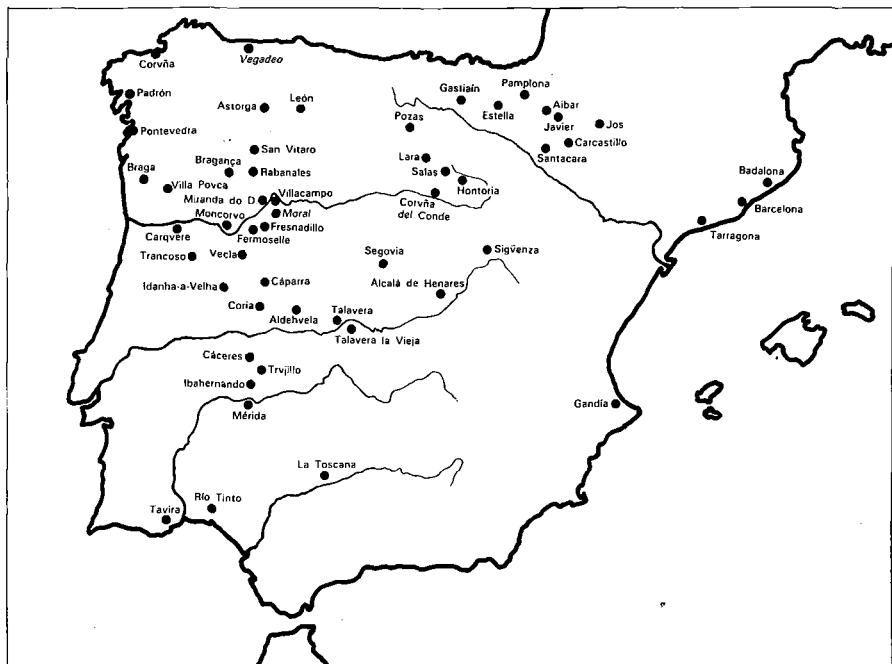 Vegadeo
Corvña
Pamplona
Gastiain
Padrón
Astorga
León
Estella
Aibar
Javier
Jos
Pozas
Pontevedra
Carcastillo
San Vitaro
Santacara
Lara
Bragança
Rabanales
Salas
Braga
Hontoria
Badalona
Villa Povca
Villacampo
Muanda do D
Corvña
del Conde
Barcelona
Moral
Moncorvo
Fresnadillo
Tarragona
Carqvere
Fermoselle
Segovia
Sigüenza
Trancoso
Vecla
Cáparra
Alcalá de Henares
Idanha-a-Velha
Coria
Talavera
Aldehvela
Talavera la Vieja
Cáceres
Trvjillo
Ibahernando
Gandía
Mérida
La Toscana
Río Tinto
Tavira